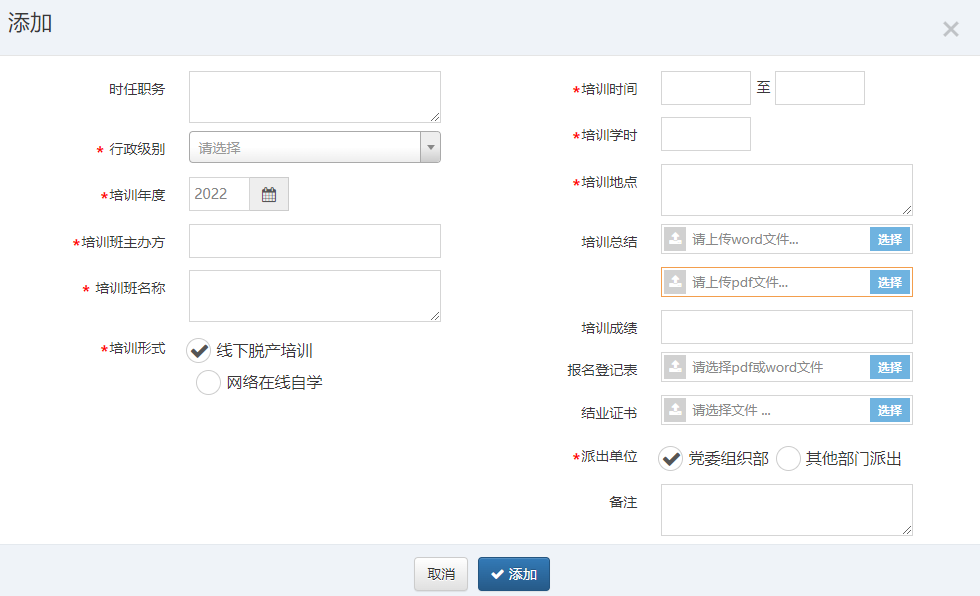 添加
×
时任职务
* 行政级别
请选择
*培训年度
2022
*培训班主办方
* 培训班名称
*培训形式
线下脱产培训
网络在线自学
*培训时间
至
*培训学时
*培训地点
培训总结
请上传word文件...
选择
请上传pdf文件...
选择
培训成绩
报名登记表
请选择pdf或word文件
选择
结业证书
请选择文件 ...
选择
*派出单位
党委组织部
其他部门派出
备注
取消
添加